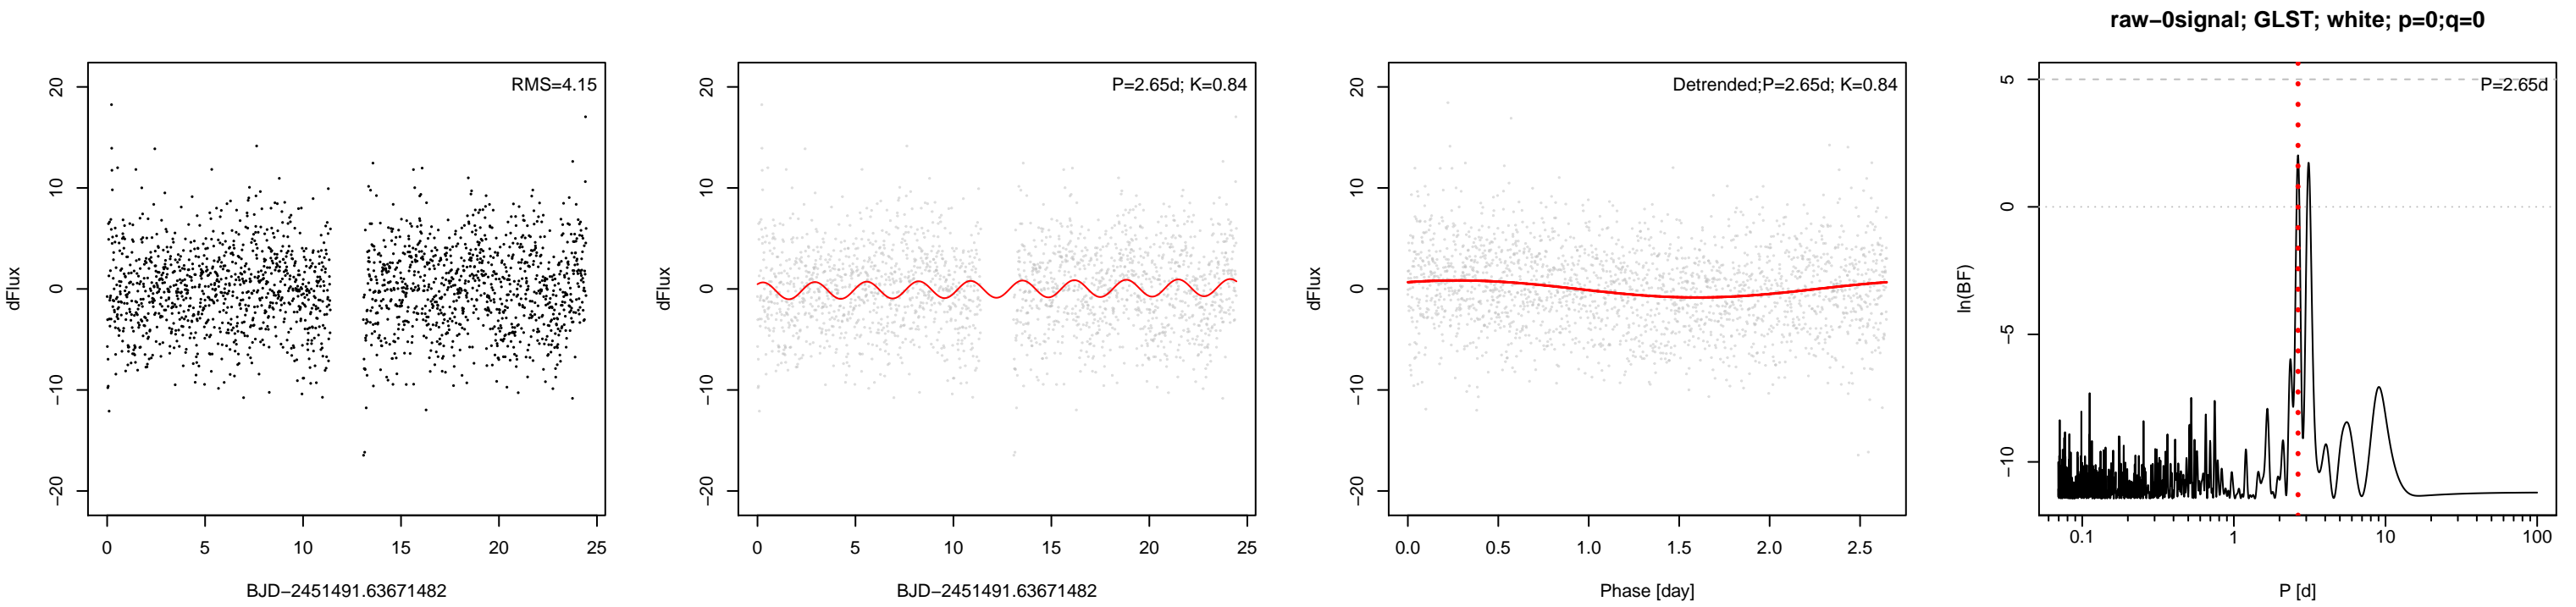 raw−0signal; GLST; white; p=0;q=0
RMS=4.15
dFlux
20
10
0
−10
−20
0 5 10 15 20 25
BJD−2451491.63671482
P=2.65d; K=0.84
dFlux
20
10
0
−10
−20
0 5 10 15 20 25
BJD−2451491.63671482
Detrended;P=2.65d; K=0.84
dFlux
20
10
0
−10
−20
0.0 0.5 1.0 1.5 2.0 2.5
Phase [day]
P=2.65d
ln(BF)
5
0
−5
−10
0.1 1 10 100
P [d]